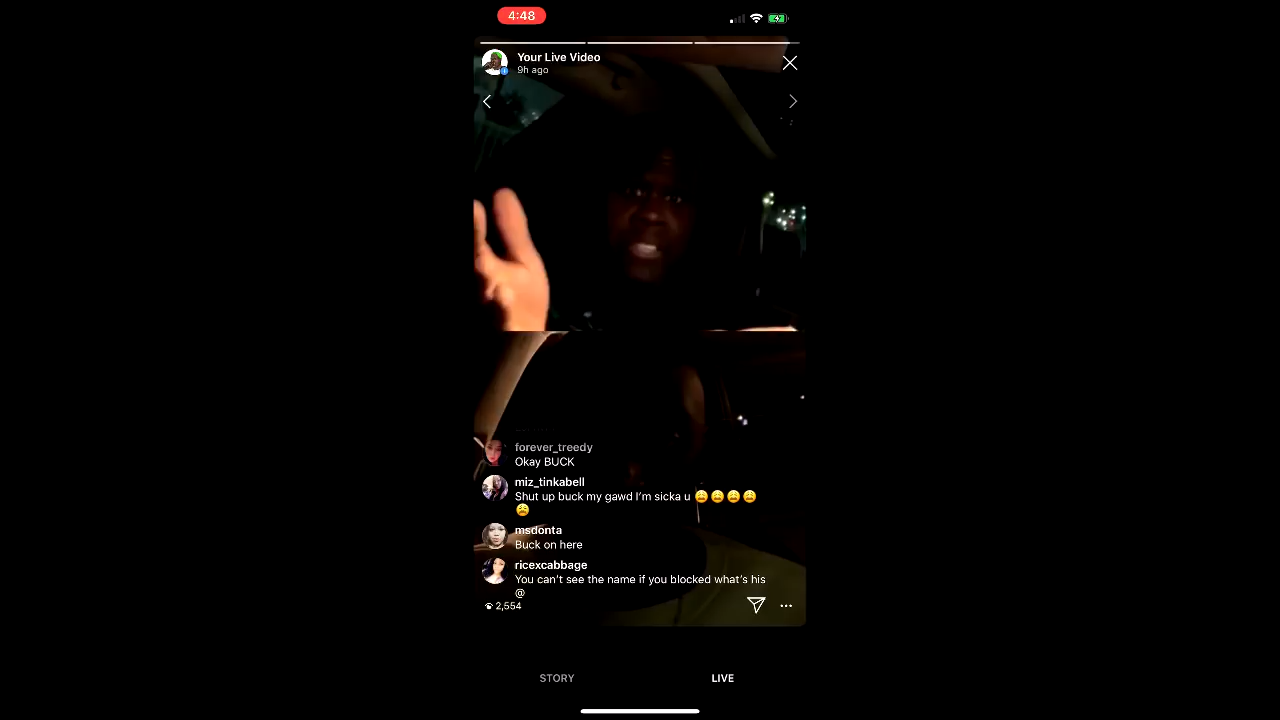 4:48
Your Live Video
9h ago
forever_treedy
Okay BUCK
miz_tinkabell
Shut up buck my gawd I'm sicka u 😩😩😩😩
😩
msdonta
Buck on here
ricexcabbage
You can't see the name if you blocked what's his
@
2,554
STORY
LIVE